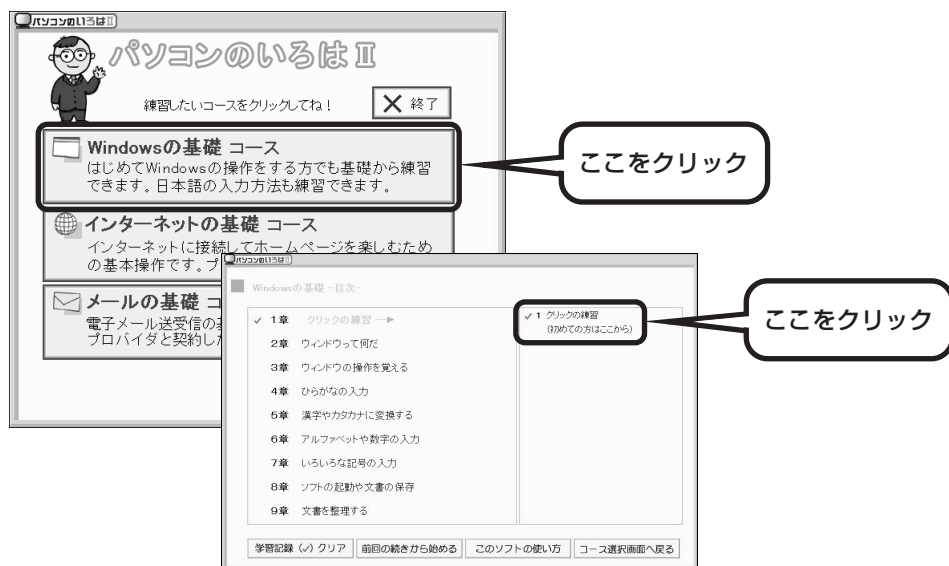 パソコンのいろはⅡ
パソコンのいろはⅡ
練習したいコースをクリックしてね！
終了
Windowsの基礎 コース
はじめてWindowsの操作をする方でも基礎から練習
できます。日本語の入力方法も練習できます。
ここをクリック
インターネットの基礎 コース
インターネットに接続してホームページを楽しむため
の基本操作です。プ
メールの基礎 コ
電子メール送受信の
プロバイダと契約した
パソコンのいろはⅡ
Windowsの基礎 -目次-
✓ 1章 クリックの練習 →
2章 ウィンドウって何だ
3章 ウィンドウの操作を覚える
4章 ひらがなの入力
5章 漢字やカタカナに変換する
6章 アルファベットや数字の入力
7章 いろいろな記号の入力
8章 ソフトの起動や文書の保存
9章 文書を整理する
✓ 1 クリックの練習
(初めての方はここから)
ここをクリック
学習記録 (✓) クリア 前回の続きから始める このソフトの使い方 コース選択画面へ戻る